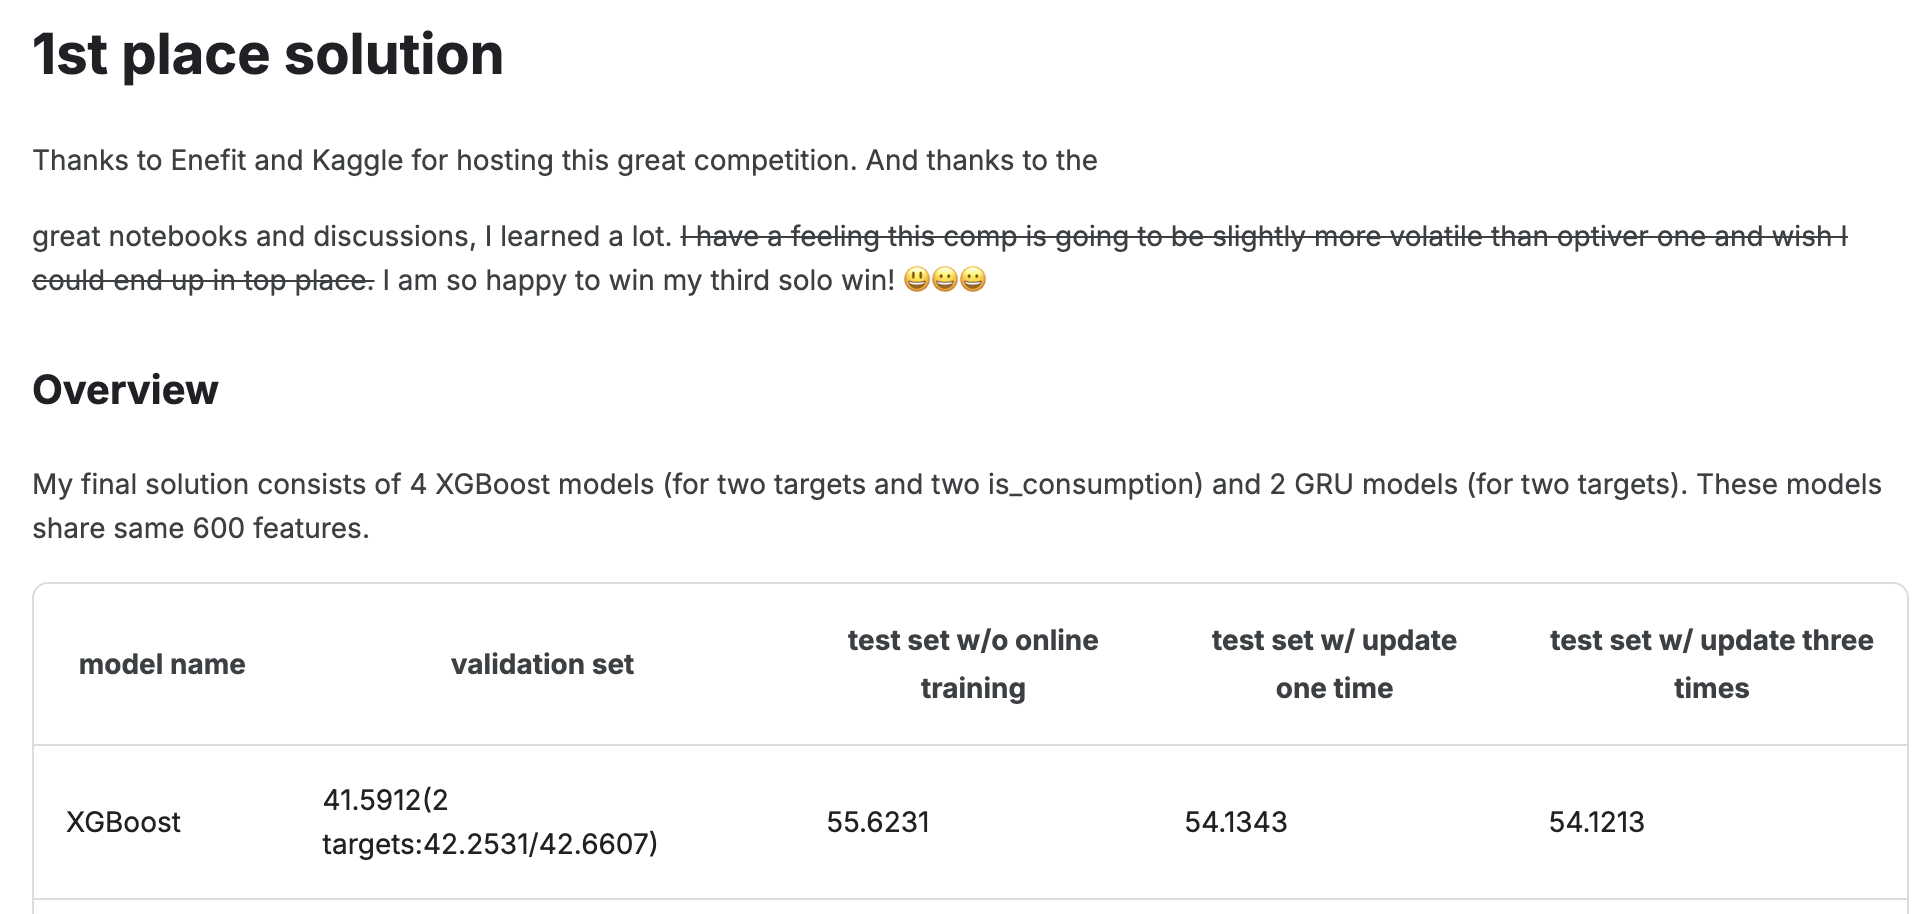 1st place solution
Thanks to Enefit and Kaggle for hosting this great competition. And thanks to the
great notebooks and discussions, I learned a lot. I have a feeling this comp is going to be slightly more volatile than optiver one and wish I
could end up in top place. I am so happy to win my third solo win! 😃😀😀
Overview
My final solution consists of 4 XGBoost models (for two targets and two is_consumption) and 2 GRU models (for two targets). These models
share same 600 features.
model name
validation set
test set w/o online
training
test set w/ update
one time
test set w/ update three
times
XGBoost
41.5912(2
targets:42.2531/42.6607)
55.6231
54.1343
54.1213